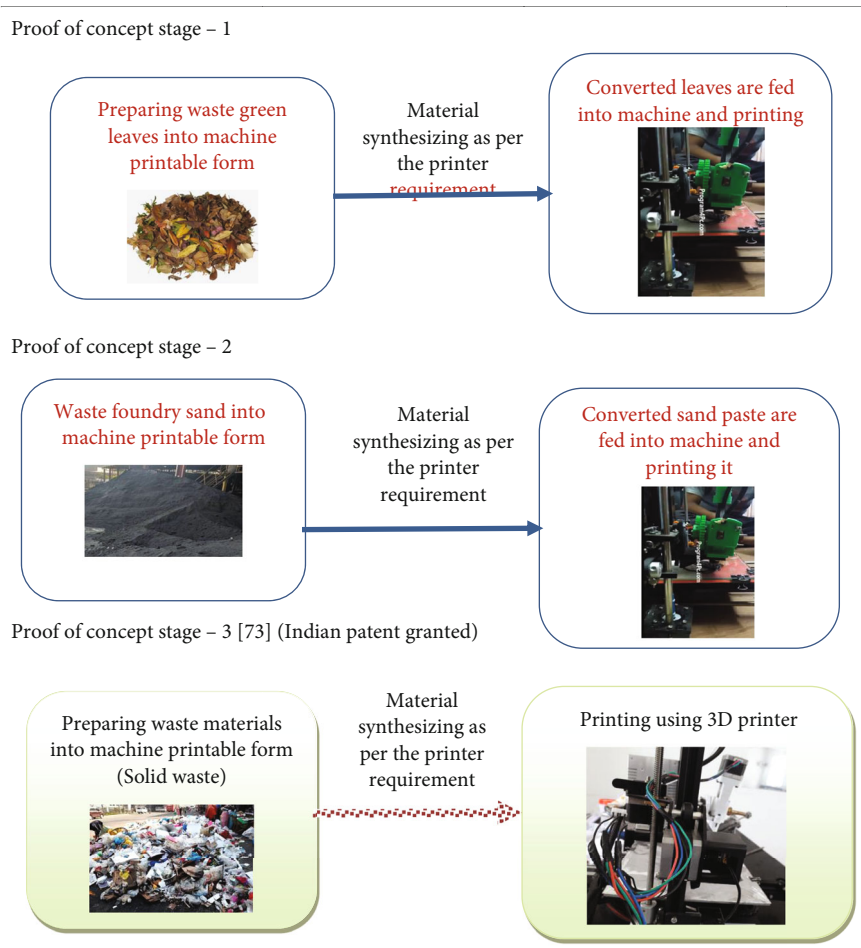 Proof of concept stage – 1
Preparing waste green
leaves into machine
printable form
Material
synthesizing as per
the printer
requirement
Converted leaves are fed
into machine and printing
Proof of concept stage – 2
Waste foundry sand into
machine printable form
Material
synthesizing as per
the printer
requirement
Converted sand paste are
fed into machine and
printing it
Proof of concept stage – 3 [73] (Indian patent granted)
Preparing waste materials
into machine printable form
(Solid waste)
Material
synthesizing as
per the printer
requirement
Printing using 3D printer